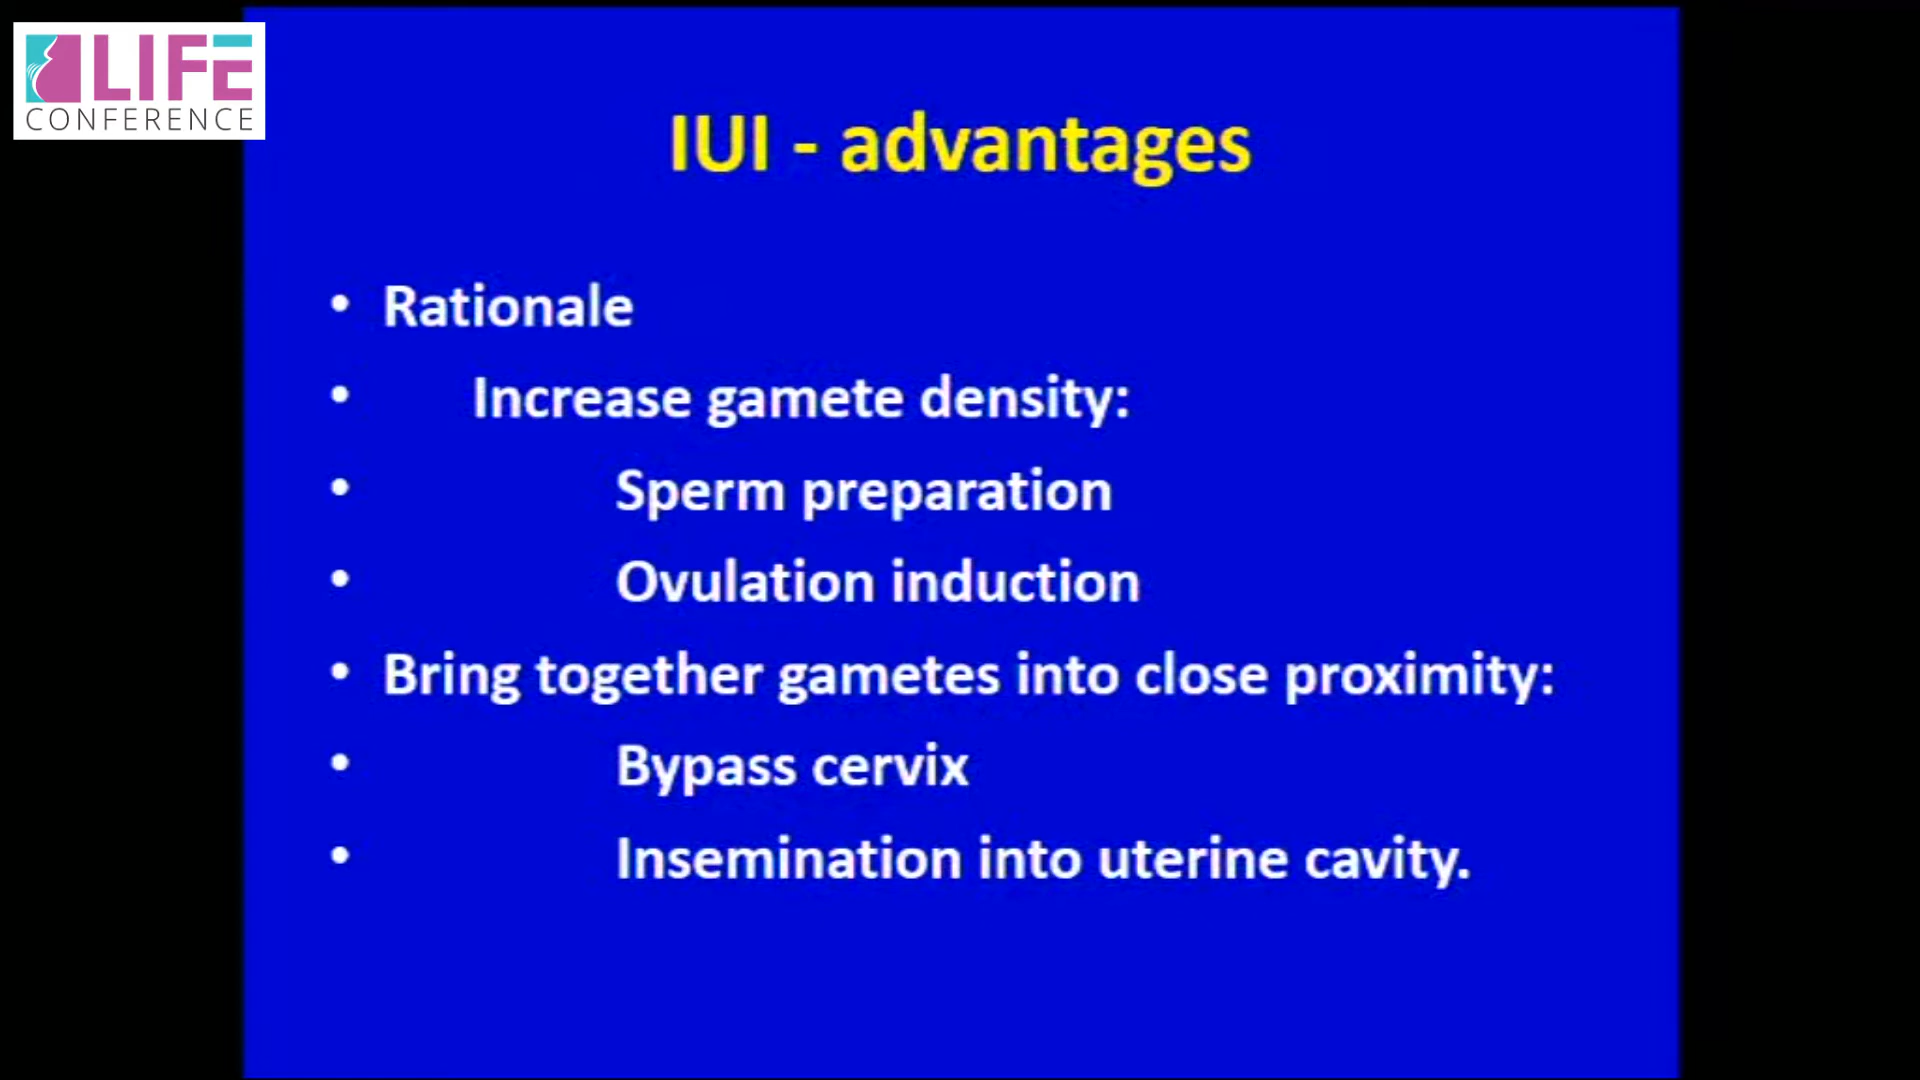 LIFE
CONFERENCE
IUI - advantages
• Rationale
• Increase gamete density:
• Sperm preparation
• Ovulation induction
• Bring together gametes into close proximity:
• Bypass cervix
• Insemination into uterine cavity.